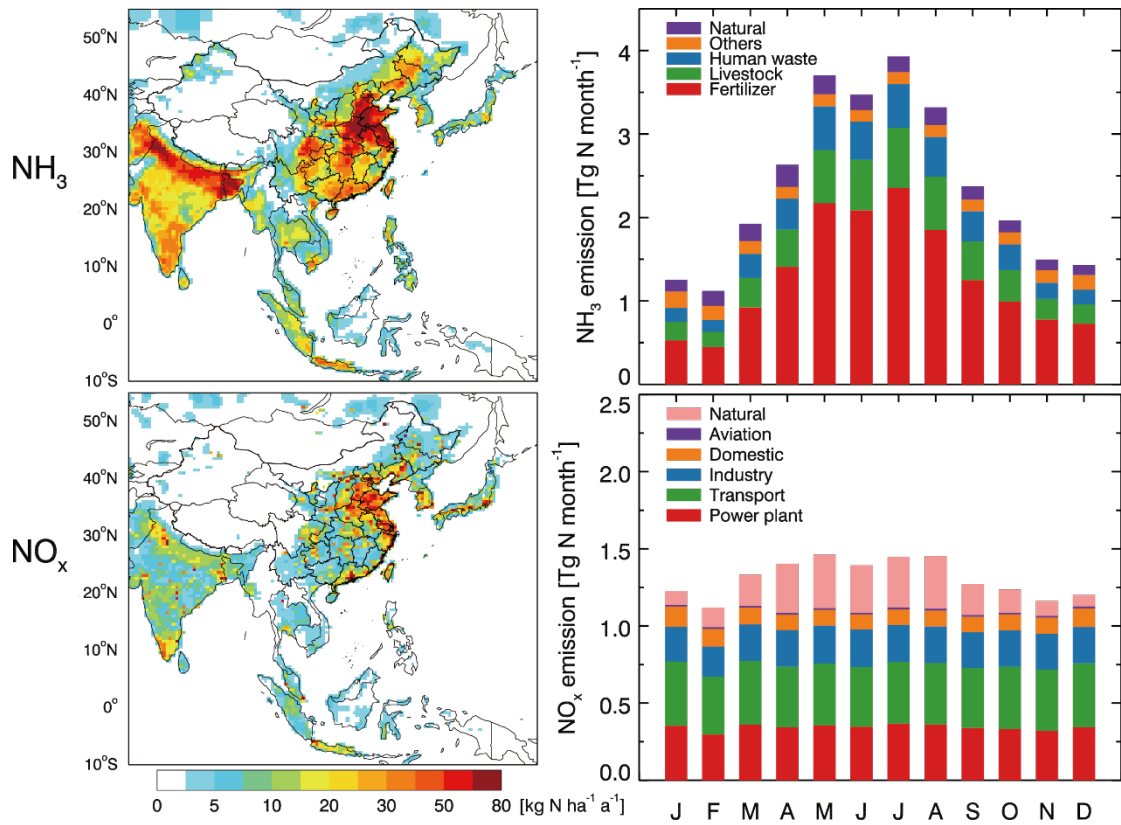 NH₃
50°N
40°N
30°N
20°N
10°N
0°
10°S
NH₃ emission [Tg N month⁻¹]
4
3
2
1
0
Natural
Others
Human waste
Livestock
Fertilizer
NOₓ
50°N
40°N
30°N
20°N
10°N
0°
10°S
0 5 10 20 30 50 80 [kg N ha⁻¹ a⁻¹]
NOₓ emission [Tg N month⁻¹]
2.5
2.0
1.5
1.0
0.5
0.0
Natural
Aviation
Domestic
Industry
Transport
Power plant
J F M A M J J A S O N D